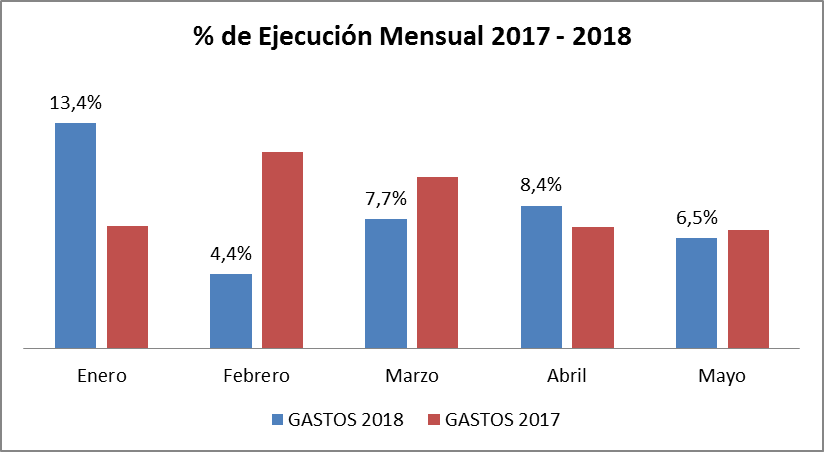 % de Ejecución Mensual 2017 - 2018
13,4%
4,4%
7,7%
8,4%
6,5%
Enero Febrero Marzo Abril Mayo
GASTOS 2018 GASTOS 2017